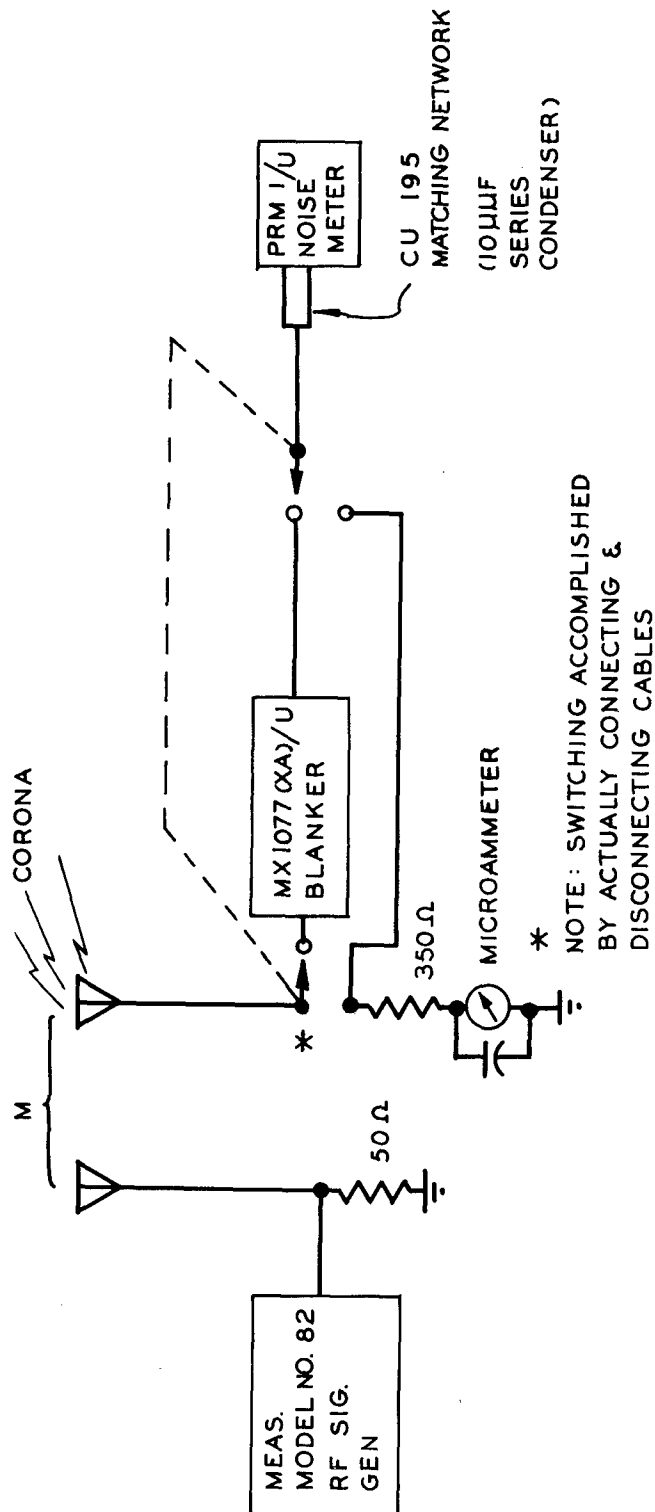 CORONA
M
MEAS.
MODEL NO. 82
RF SIG.
GEN
50Ω
*
MX1077(XA)/U
BLANKER
350Ω
MICROAMMETER
PRM 1/U
NOISE
METER
CU 195
MATCHING NETWORK
(10μμF
SERIES
CONDENSER)
*
NOTE: SWITCHING ACCOMPLISHED
BY ACTUALLY CONNECTING &
DISCONNECTING CABLES